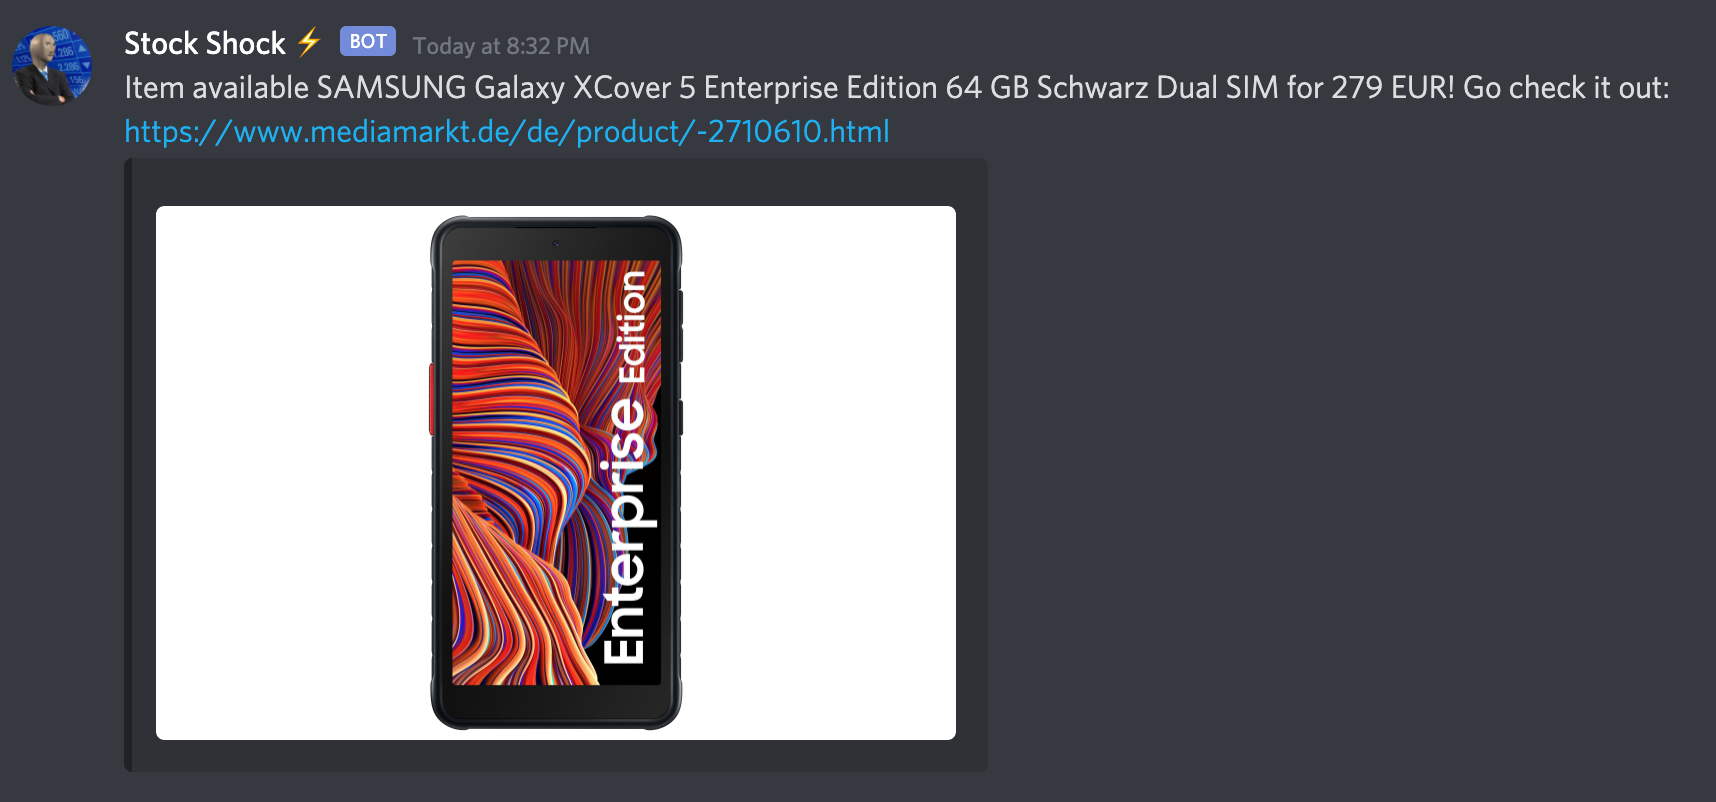 Stock Shock ⚡ BOT Today at 8:32 PM
Item available SAMSUNG Galaxy XCover 5 Enterprise Edition 64 GB Schwarz Dual SIM for 279 EUR! Go check it out:
https://www.mediamarkt.de/de/product/-2710610.html
Enterprise Edition